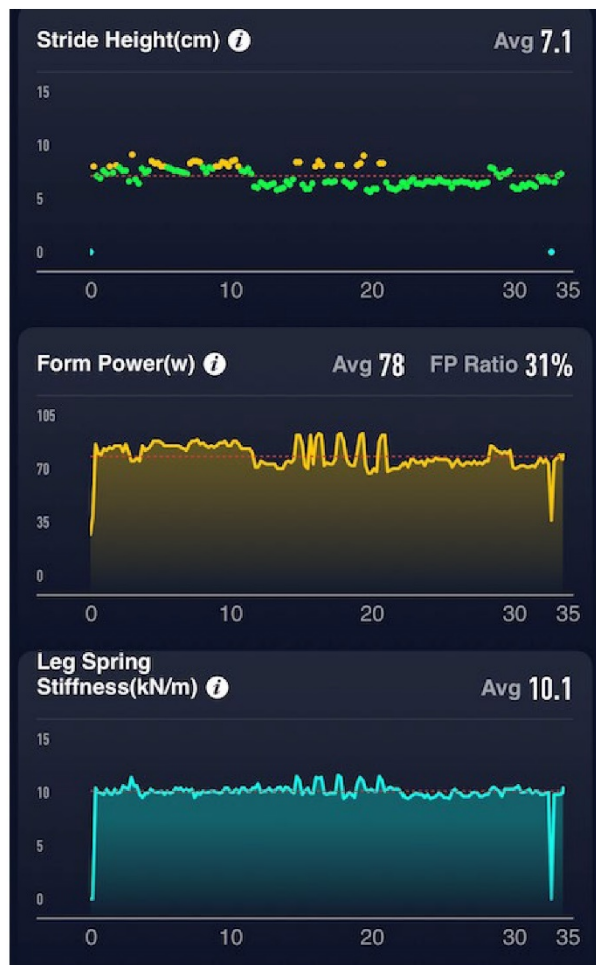 Stride Height(cm) i Avg 7.1
15
10
5
0
0 10 20 30 35
Form Power(w) i Avg 78 FP Ratio 31%
105
70
35
0
0 10 20 30 35
Leg Spring
Stiffness(kN/m) i Avg 10.1
15
10
5
0
0 10 20 30 35